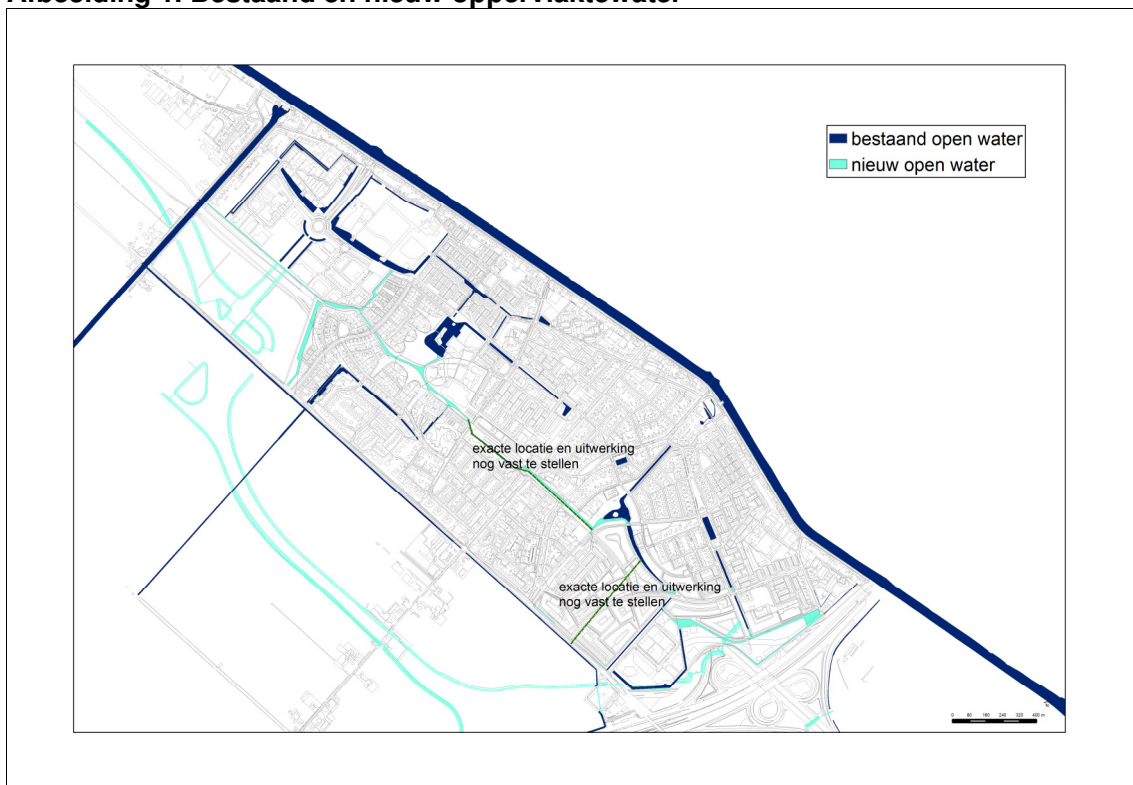 Afbeelding 1. Bestaand en nieuw oppervlaktewater
bestaand open water
nieuw open water
exacte locatie en uitwerking
nog vast te stellen
exacte locatie en uitwerking
nog vast te stellen
0 80 160 240 320 400 m